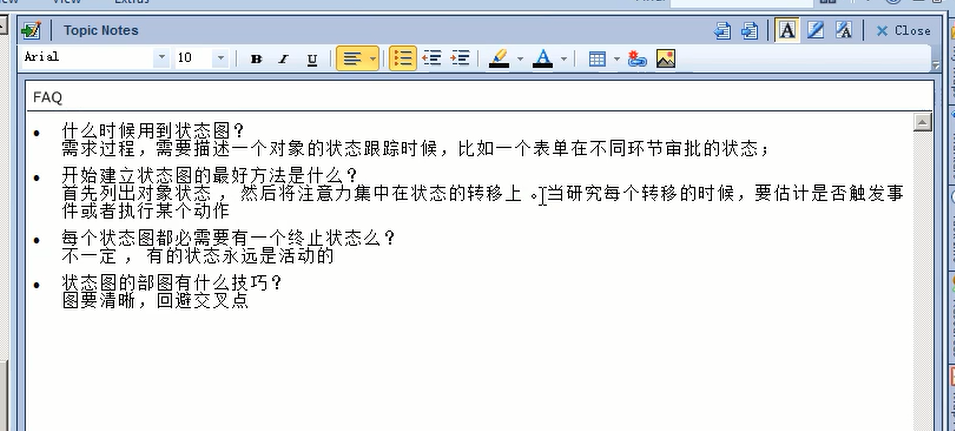 Topic Notes
Close
Arial
10
B I U
A
FAQ
什么时候用到状态图？
需求过程，需要描述一个对象的状态跟踪时候，比如一个表单在不同环节审批的状态；
开始建立状态图的最好方法是什么？
首先列出对象状态 ， 然后将注意力集中在状态的转移上 。当研究每个转移的时候，要估计是否触发事
件或者执行某个动作
每个状态图都必需要有一个终止状态么？
不一定 ， 有的状态永远是活动的
状态图的部图有什么技巧？
图要清晰，回避交叉点